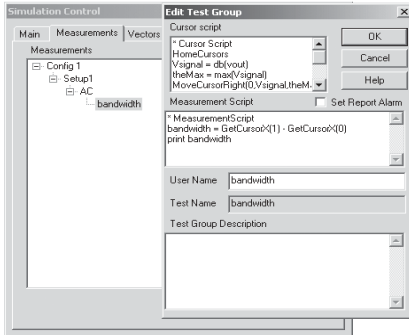 Simulation Control
Main
Measurements
Vectors
Measurements
Config 1
Setup1
AC
bandwidth
Edit Test Group
Cursor script
* Cursor Script
HomeCursors
Vsignal = db(vout)
theMax = max(Vsignal)
MoveCursorRight(0,Vsignal,theM
OK
Cancel
Help
Measurement Script
Set Report Alarm
* MeasurementScript
bandwidth = GetCursorX(1) - GetCursorX(0)
print bandwidth
User Name
bandwidth
Test Name
bandwidth
Test Group Description